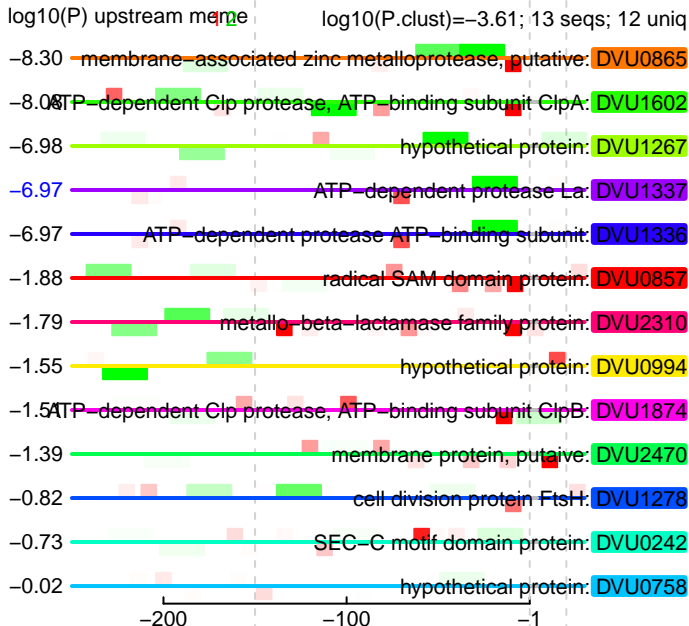 log10(P) upstream meme 1 2 log10(P.clust)=−3.61; 13 seqs; 12 uniq
−8.30 membrane−associated zinc metalloprotease, putative: DVU0865
−8.08 ATP−dependent Clp protease, ATP−binding subunit ClpA: DVU1602
−6.98 hypothetical protein: DVU1267
−6.97 ATP−dependent protease La: DVU1337
−6.97 ATP−dependent protease ATP−binding subunit: DVU1336
−1.88 radical SAM domain protein: DVU0857
−1.79 metallo−beta−lactamase family protein: DVU2310
−1.55 hypothetical protein: DVU0994
−1.51 ATP−dependent Clp protease, ATP−binding subunit ClpB: DVU1874
−1.39 membrane protein, putaive: DVU2470
−0.82 cell division protein FtsH: DVU1278
−0.73 SEC−C motif domain protein: DVU0242
−0.02 hypothetical protein: DVU0758
−200 −100 −1